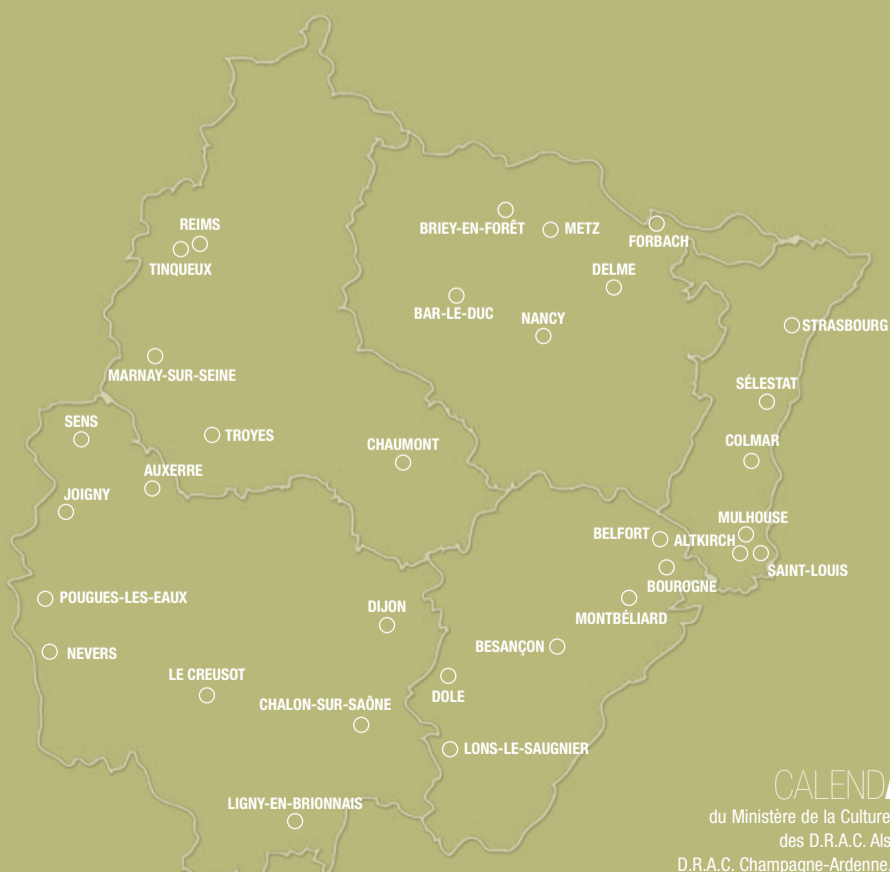 REIMS
TINQUEUX
BRIEY-EN-FORÊT
METZ
FORBACH
DELME
BAR-LE-DUC
NANCY
STRASBOURG
MARNAY-SUR-SEINE
SÉLESTAT
SENS
TROYES
CHAUMONT
COLMAR
AUXERRE
JOIGNY
MULHOUSE
BELFORT
ALTKIRCH
SAINT-LOUIS
BOUROGNE
POUGUES-LES-EAUX
DIJON
MONTBÉLIARD
NEVERS
BESANÇON
LE CREUSOT
DOLE
CHALON-SUR-SAÔNE
LONS-LE-SAUGNIER
LIGNY-EN-BRIONNAIS
CALENDA
du Ministère de la Culture
des D.R.A.C. Als
D.R.A.C. Champagne-Ardenne,